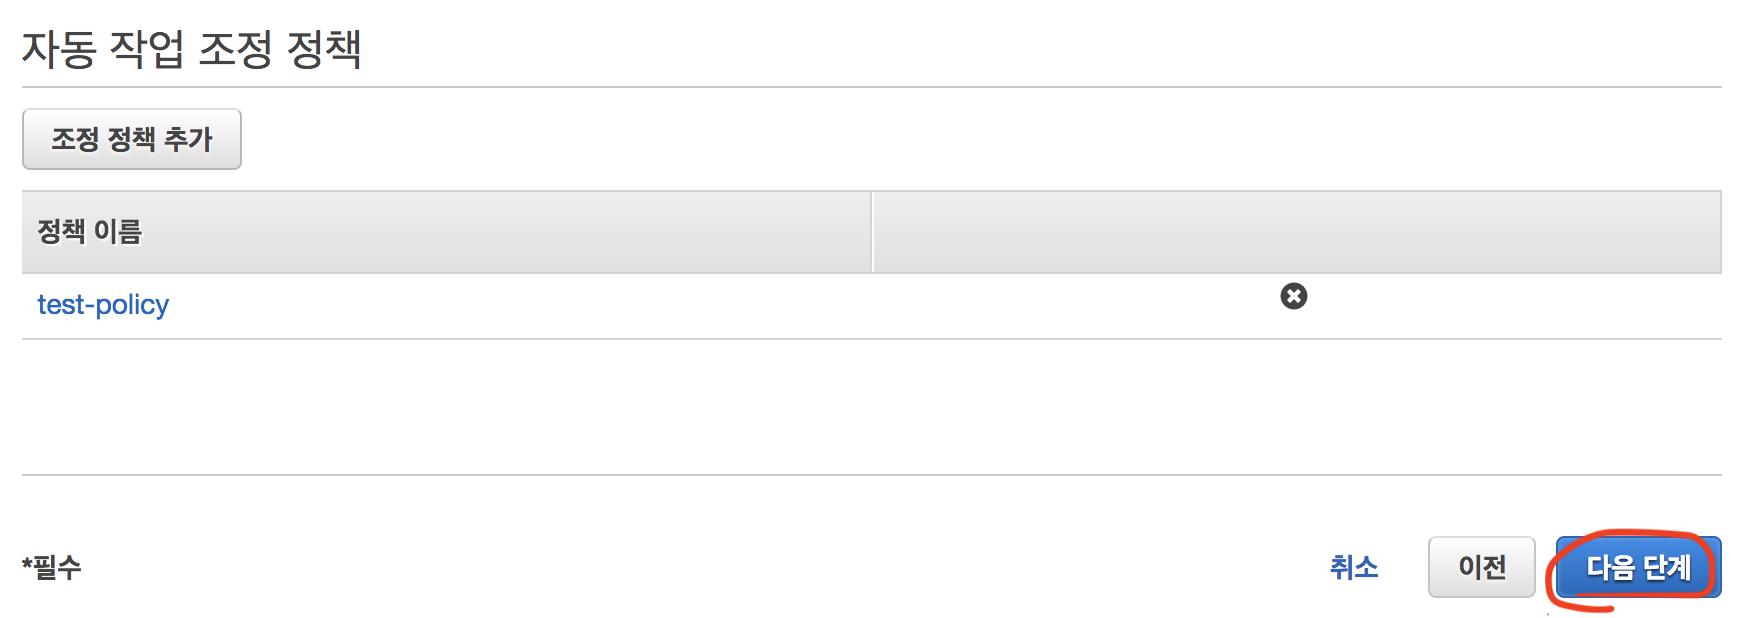 자동 작업 조정 정책
조정 정책 추가
정책 이름
test-policy
*필수
취소
이전
다음 단계